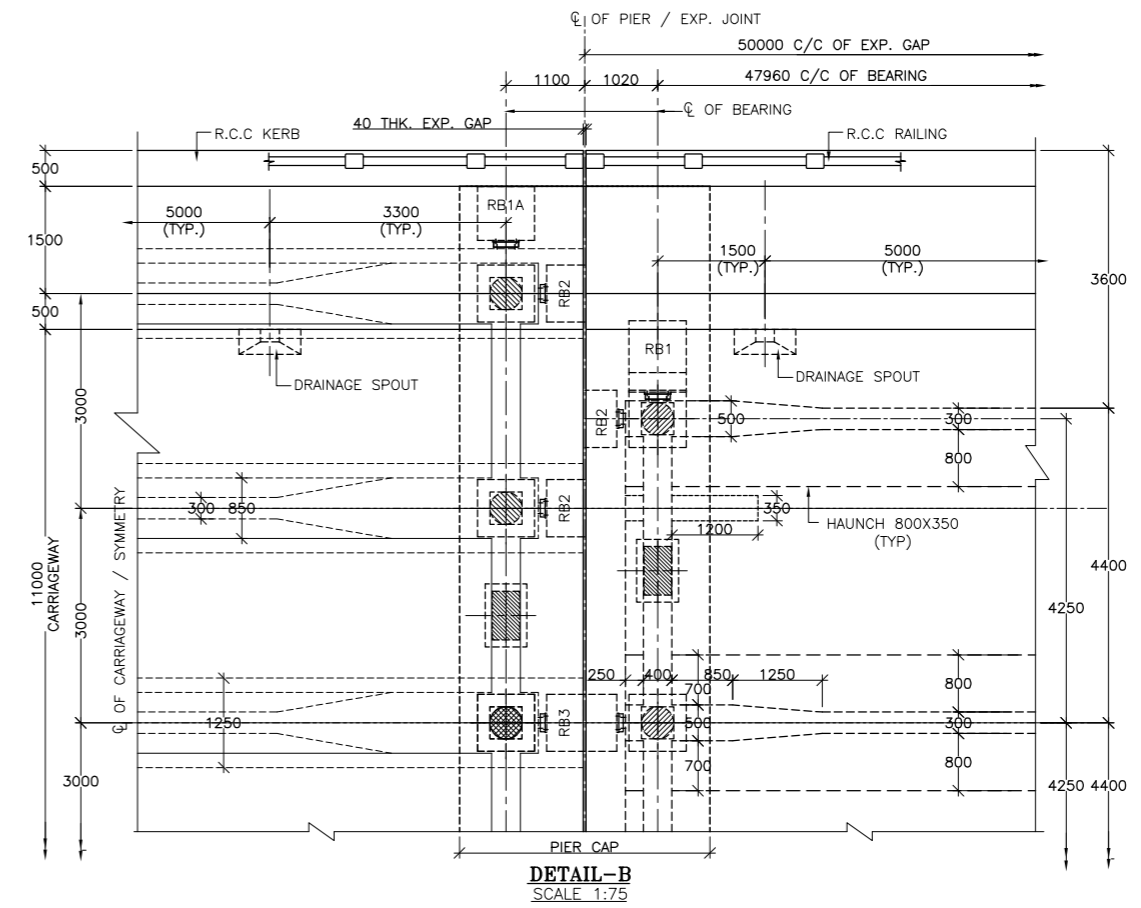 ℄ OF PIER / EXP. JOINT
50000 C/C OF EXP. GAP
1100
1020
47960 C/C OF BEARING
℄ OF BEARING
40 THK. EXP. GAP
R.C.C KERB
R.C.C RAILING
500
RB1A
5000
(TYP.)
3300
(TYP.)
1500
1500
(TYP.)
5000
(TYP.)
3600
RB2
500
RB1
DRAINAGE SPOUT
DRAINAGE SPOUT
3000
RB2
500
300
800
300
850
RB2
350
1200
HAUNCH 800X350
(TYP)
℄ OF CARRIAGEWAY / SYMMETRY
11000
CARRIAGEWAY
3000
4400
4250
250
400
850
1250
700
800
1250
RB3
500
300
700
800
3000
4250
4400
PIER CAP
DETAIL-B
SCALE 1:75